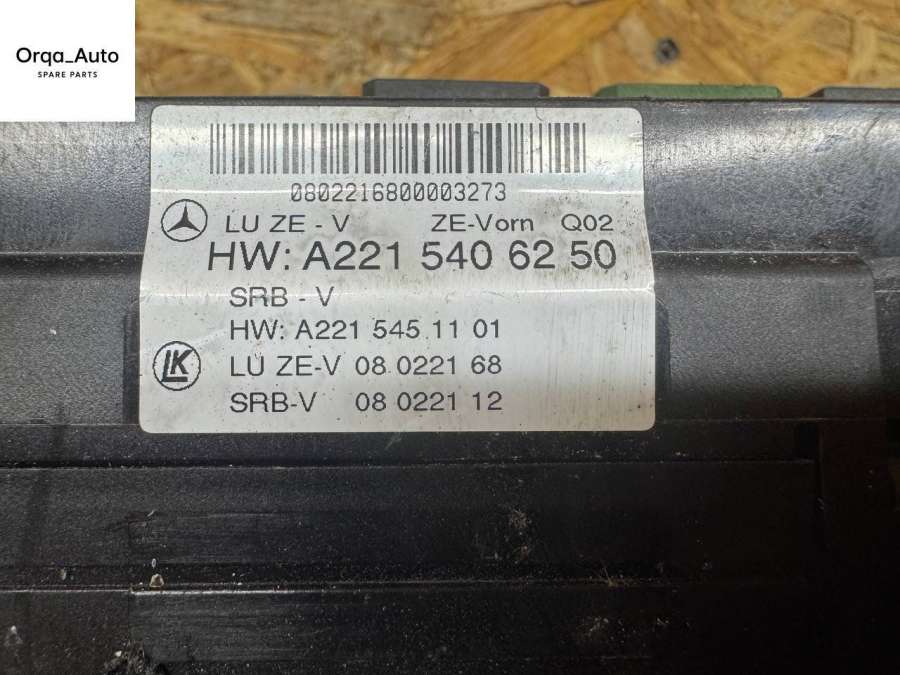 Orqa_Auto
SPARE PARTS
0802216800003273
LU ZE - V ZE-Vorn Q02
HW: A221 540 62 50
SRB - V
HW: A221 545 11 01
LK
LU ZE-V 08 0221 68
SRB-V 08 0221 12